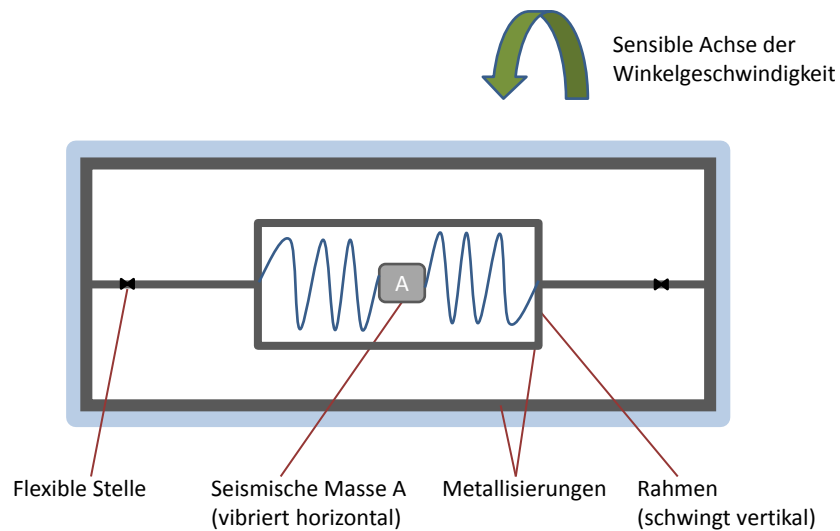 Sensible Achse der
Winkelgeschwindigkeit
A
Flexible Stelle
Seismische Masse A
(vibriert horizontal)
Metallisierungen
Rahmen
(schwingt vertikal)